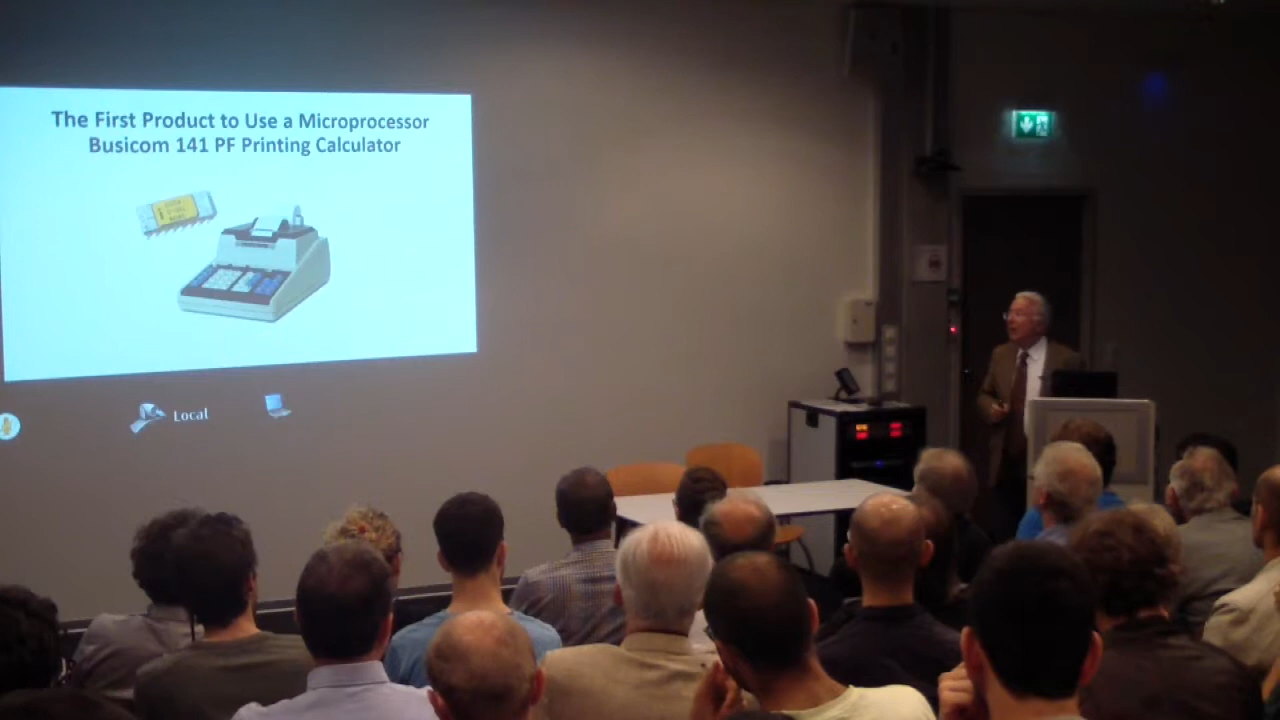 The First Product to Use a Microprocessor
Busicom 141 PF Printing Calculator
Local